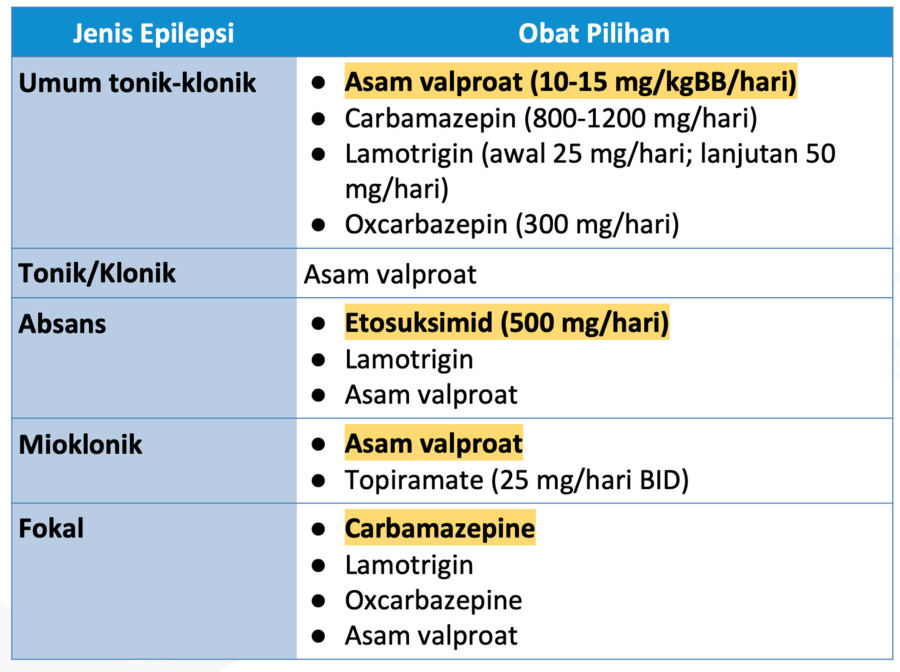 Jenis Epilepsi
Obat Pilihan
Umum tonik-klonik
● Asam valproat (10-15 mg/kgBB/hari)
● Carbamazepin (800-1200 mg/hari)
● Lamotrigin (awal 25 mg/hari; lanjutan 50
mg/hari)
● Oxcarbazepin (300 mg/hari)
Tonik/Klonik
Asam valproat
Absans
● Etosuksimid (500 mg/hari)
● Lamotrigin
● Asam valproat
Mioklonik
● Asam valproat
● Topiramate (25 mg/hari BID)
Fokal
● Carbamazepine
● Lamotrigin
● Oxcarbazepine
● Asam valproat